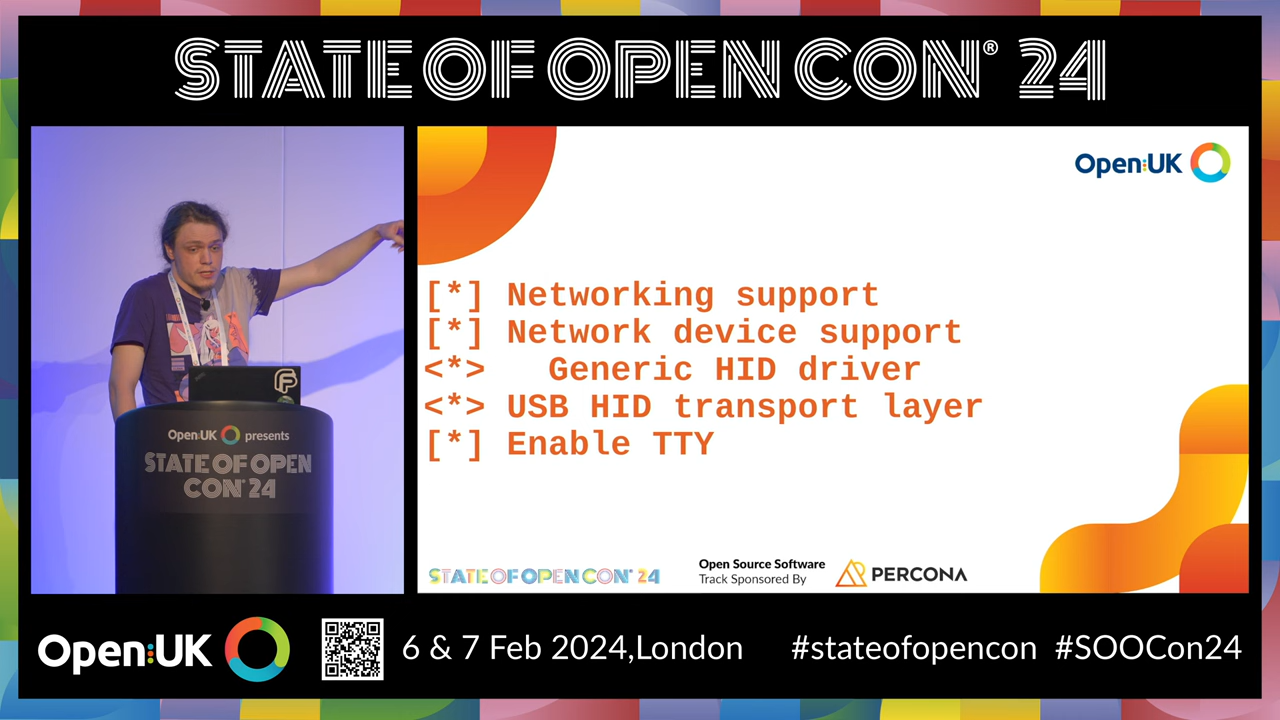 STATE OF OPEN CON® 24
Open:UK
[*] Networking support
[*] Network device support
<*>   Generic HID driver
<*> USB HID transport layer
[*] Enable TTY
Open:UK presents
STATE OF OPEN
CON® 24
STATE OF OPEN CON® 24
Open Source Software
Track Sponsored By
PERCONA
Open:UK
6 & 7 Feb 2024,London
#stateofopencon #SOOCon24